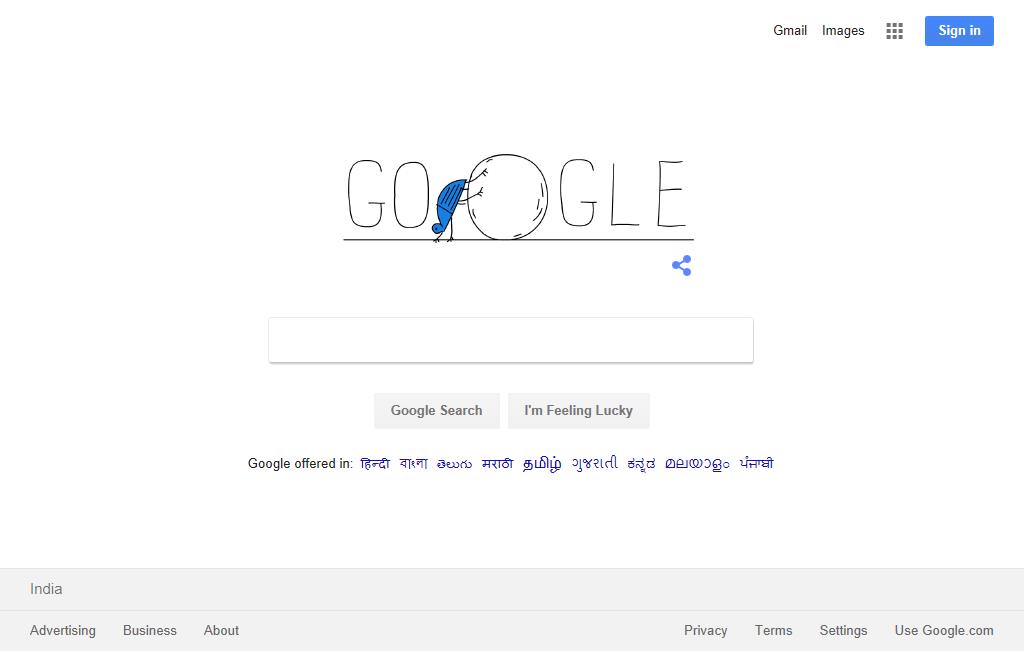 Gmail Images Sign in
GOOGLE
Google Search I'm Feeling Lucky
Google offered in: हिन्दी বাংলা తెలుగు मराठी தமிழ் ગુજરાતી ಕನ್ನಡ മലയാളം ਪੰਜਾਬੀ
India
Advertising Business About Privacy Terms Settings Use Google.com